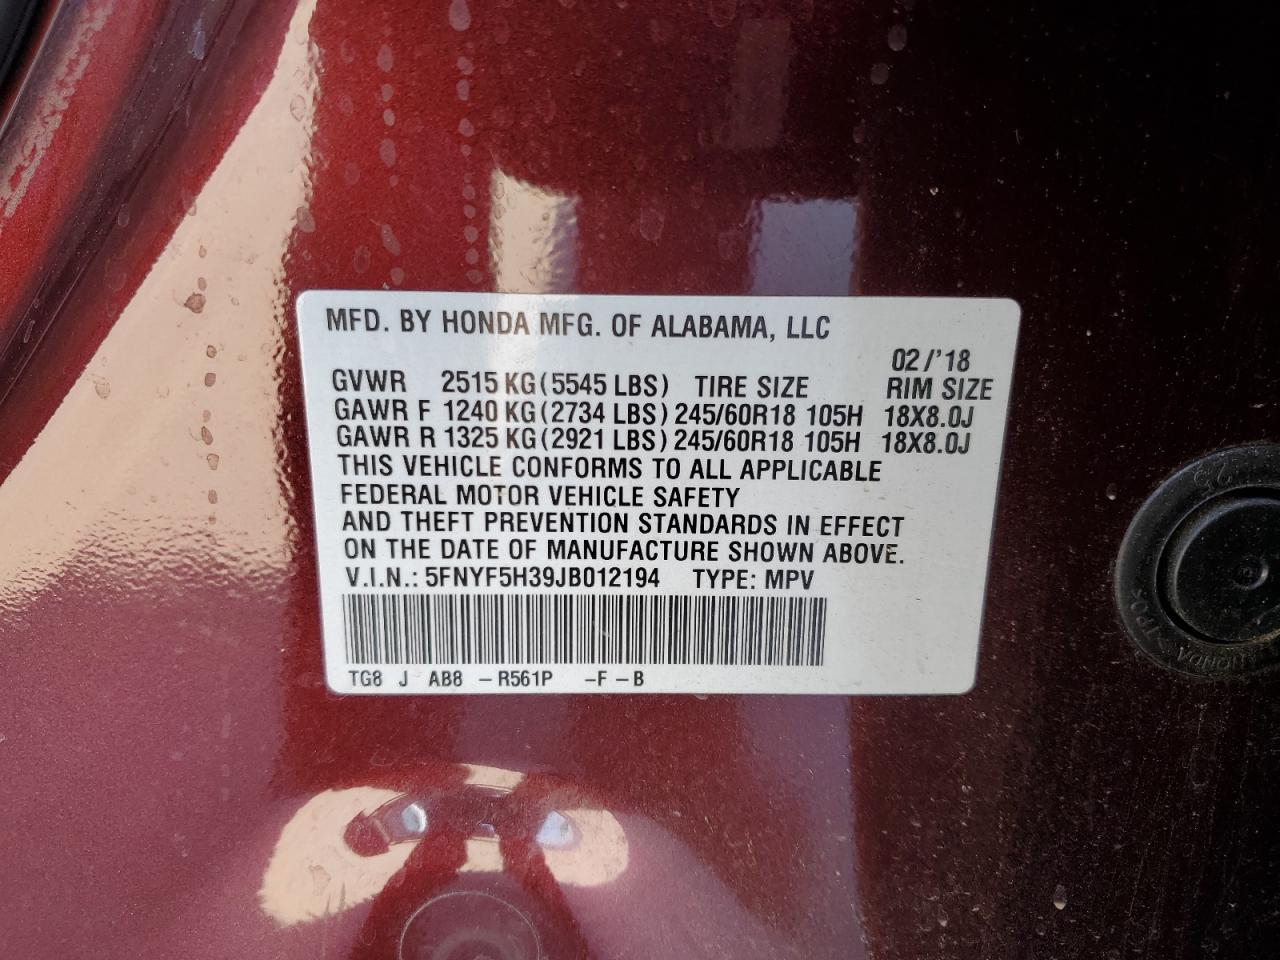 MFD. BY HONDA MFG. OF ALABAMA, LLC
02/'18
GVWR 2515 KG (5545 LBS) TIRE SIZE RIM SIZE
GAWR F 1240 KG (2734 LBS) 245/60R18 105H 18X8.0J
GAWR R 1325 KG (2921 LBS) 245/60R18 105H 18X8.0J
THIS VEHICLE CONFORMS TO ALL APPLICABLE
FEDERAL MOTOR VEHICLE SAFETY
AND THEFT PREVENTION STANDARDS IN EFFECT
ON THE DATE OF MANUFACTURE SHOWN ABOVE.
V.I.N.: 5FNYF5H39JB012194 TYPE: MPV
TG8 J AB8 -R561P -F -B
HONDA